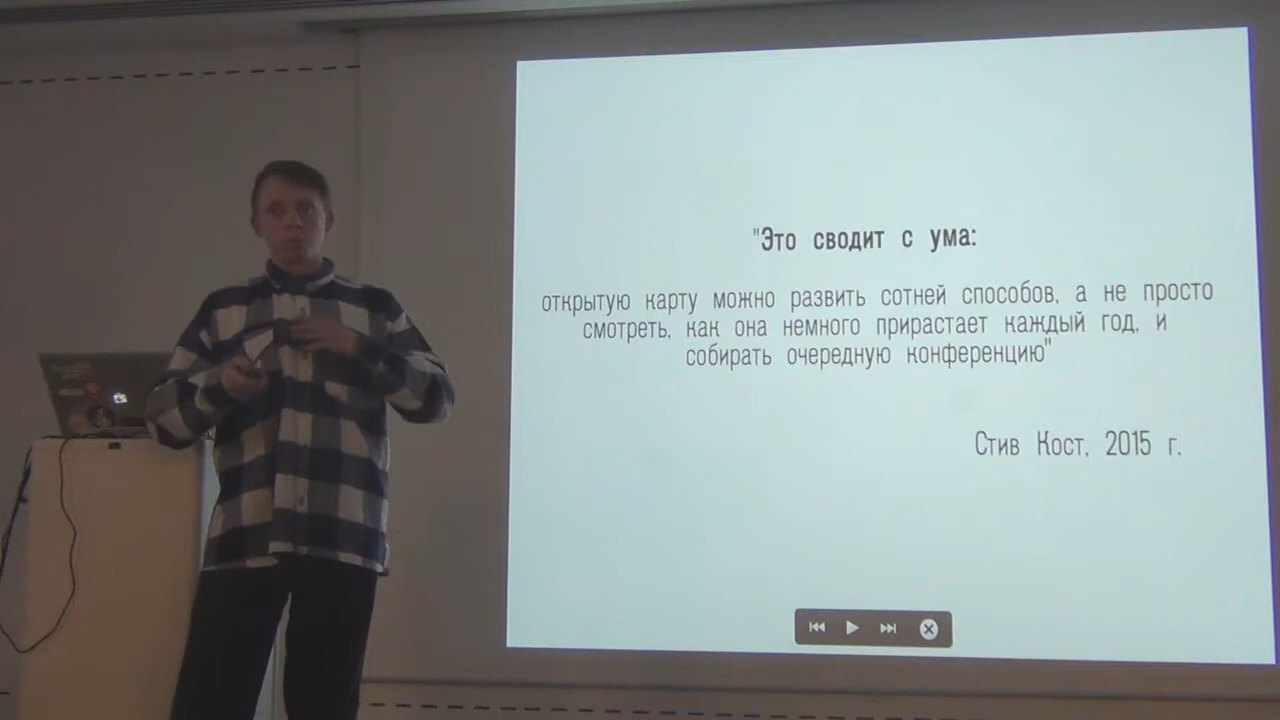 "Это сводит с ума:
открытую карту можно развить сотней способов, а не просто
смотреть, как она немного прирастает каждый год, и
собирать очередную конференцию"
Стив Кост, 2015 г.